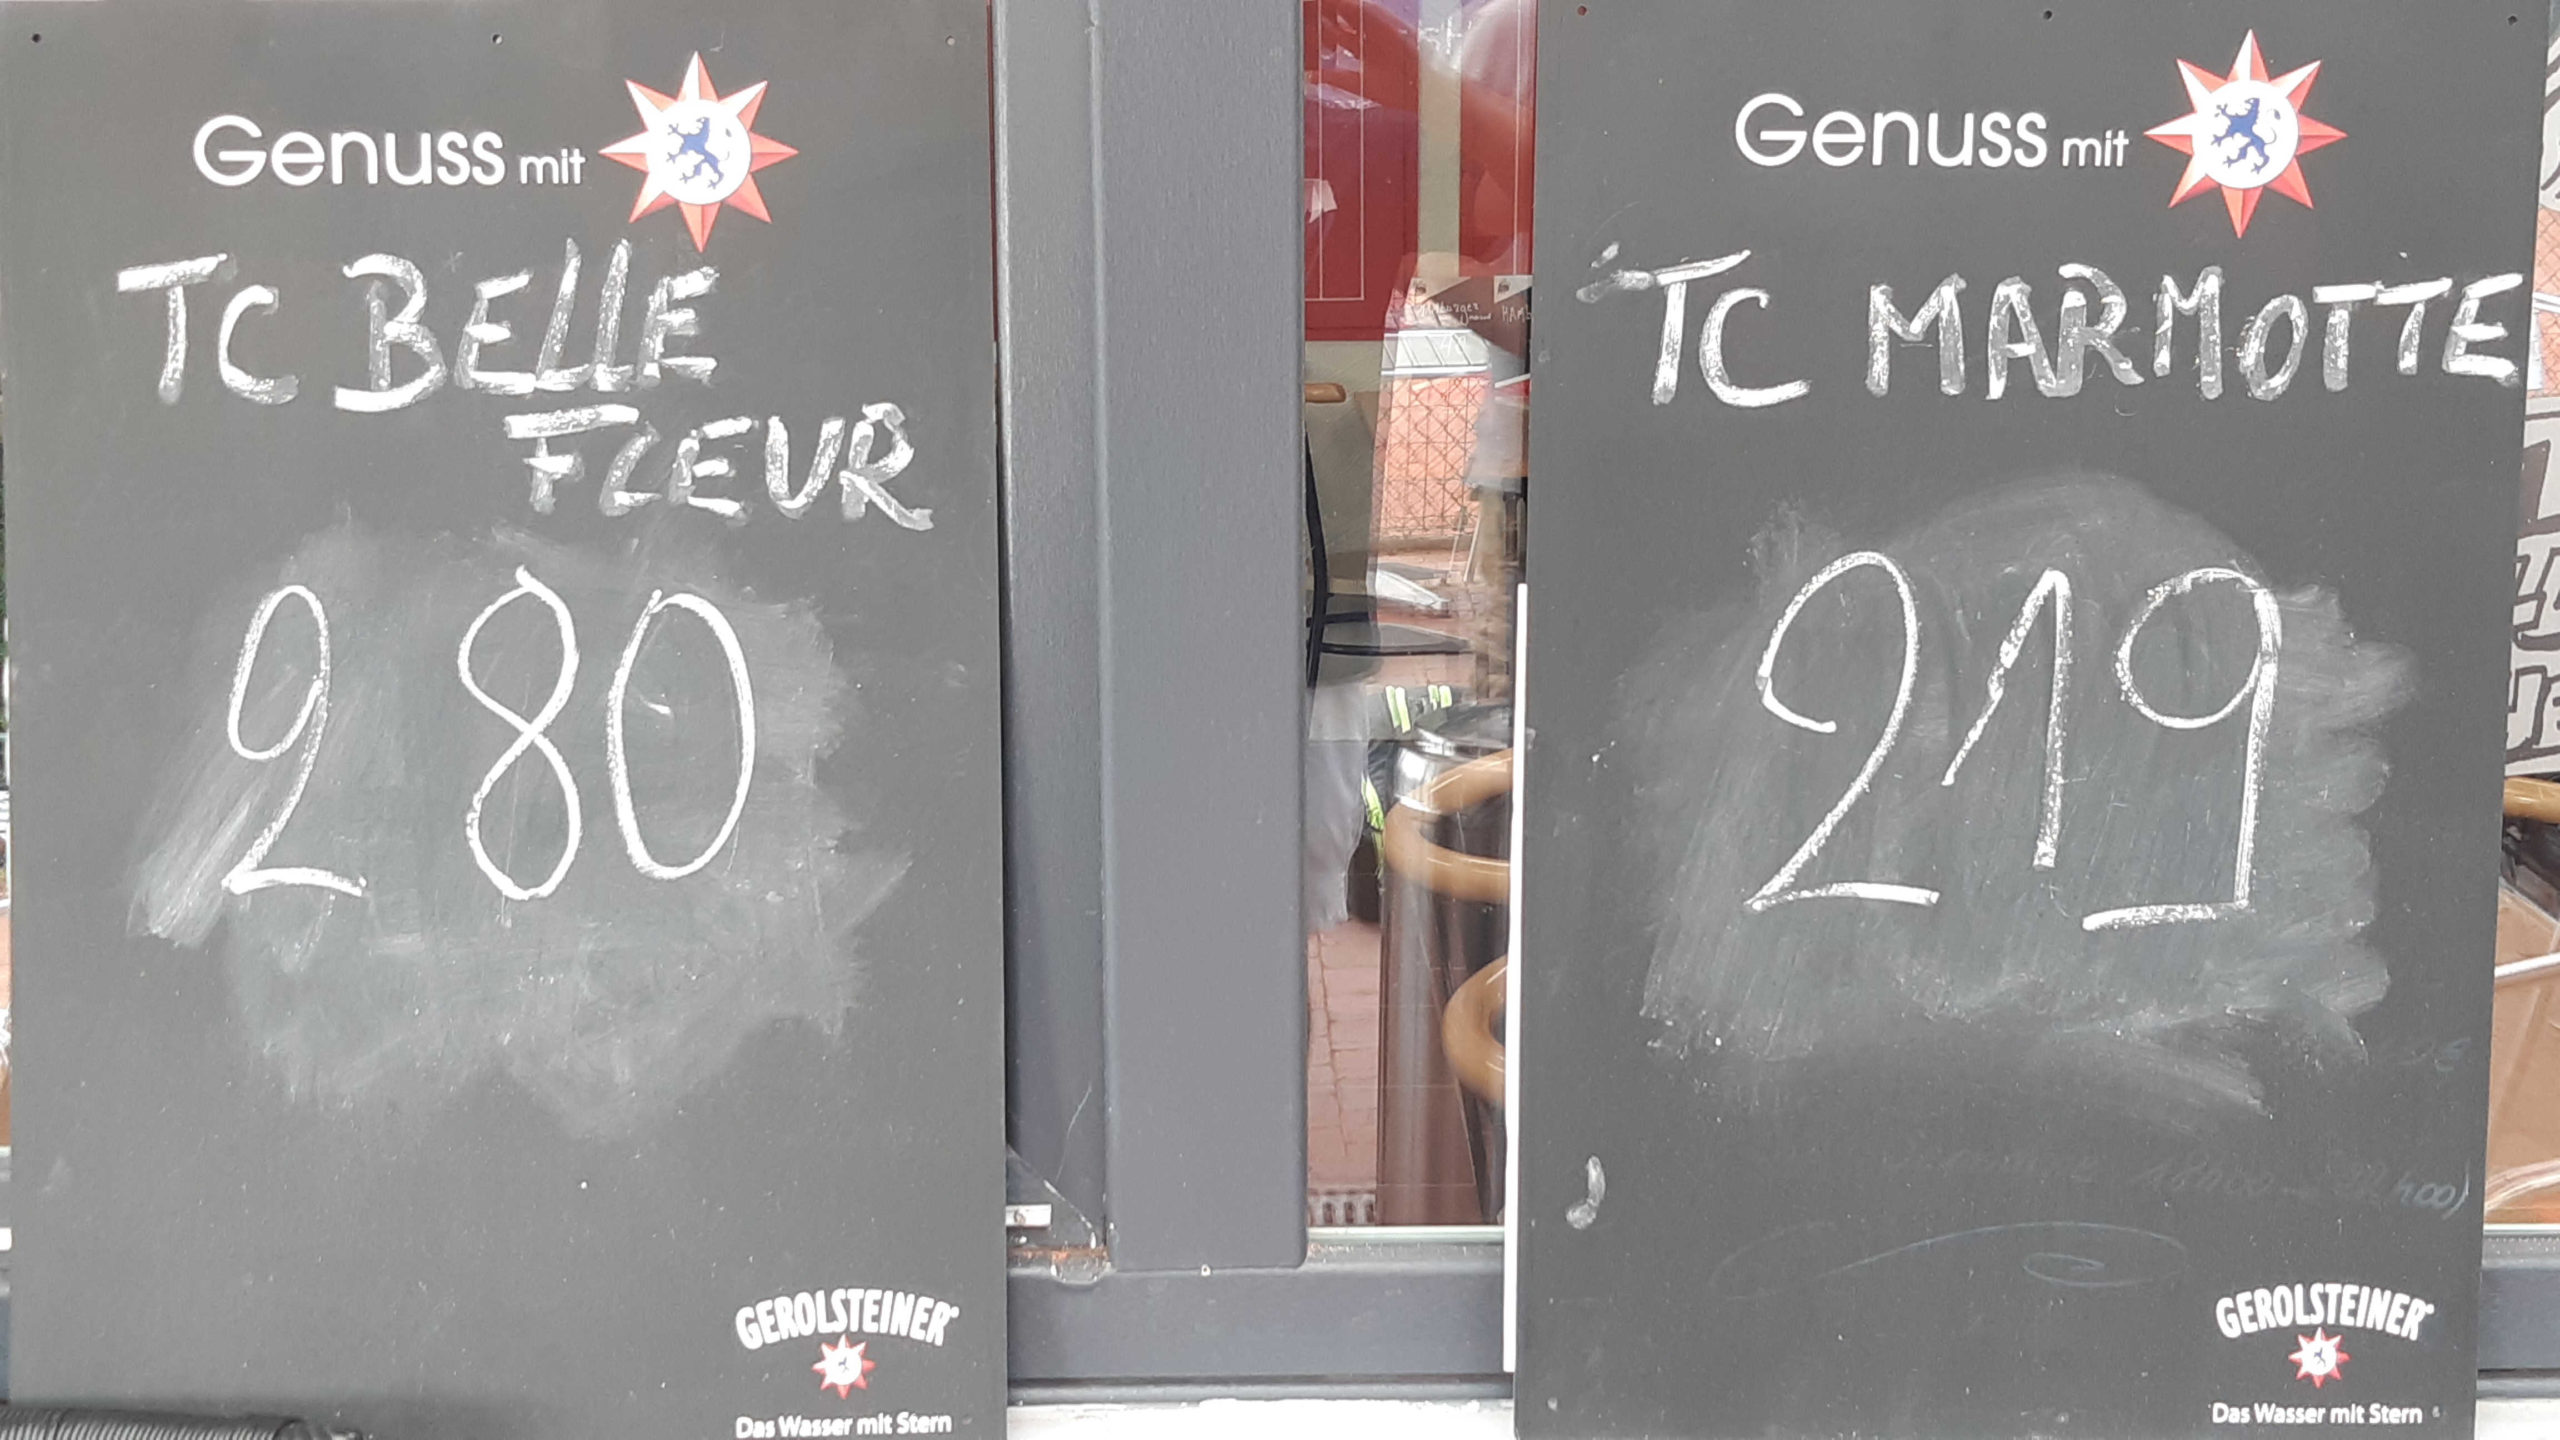 Genuss mit
TC BELLE
FLEUR
280
GEROLSTEINER
Das Wasser mit Stern
Genuss mit
TC MARMOTTE
219
GEROLSTEINER
Das Wasser mit Stern